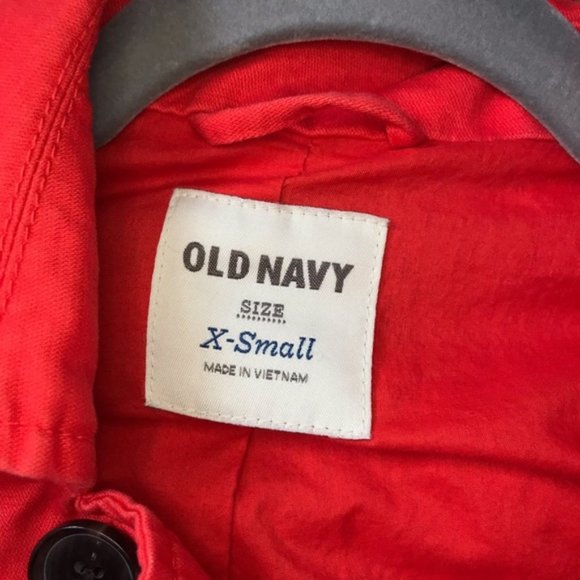 OLD NAVY
SIZE
X-Small
MADE IN VIETNAM